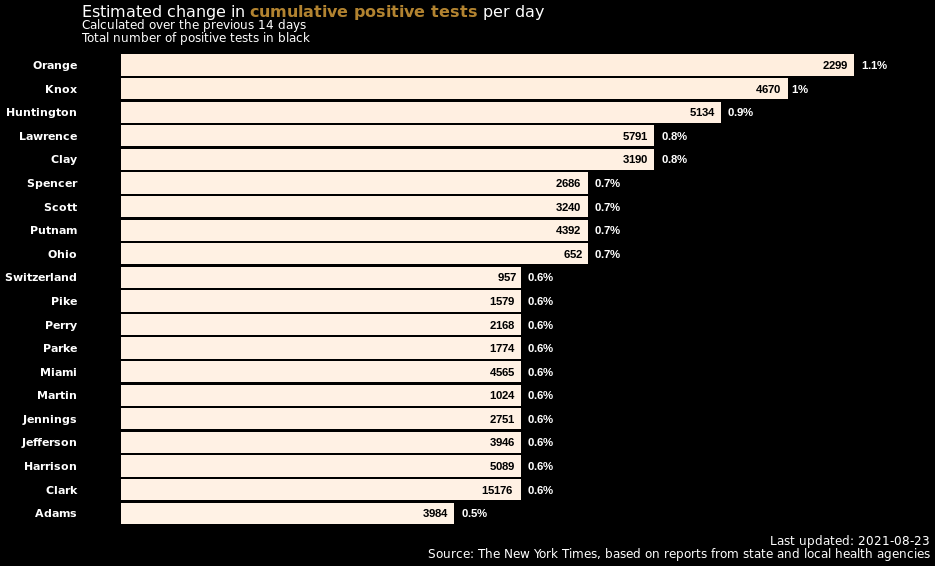 Estimated change in cumulative positive tests per day
Calculated over the previous 14 days
Total number of positive tests in black
Orange 2299 1.1%
Knox 4670 1%
Huntington 5134 0.9%
Lawrence 5791 0.8%
Clay 3190 0.8%
Spencer 2686 0.7%
Scott 3240 0.7%
Putnam 4392 0.7%
Ohio 652 0.7%
Switzerland 957 0.6%
Pike 1579 0.6%
Perry 2168 0.6%
Parke 1774 0.6%
Miami 4565 0.6%
Martin 1024 0.6%
Jennings 2751 0.6%
Jefferson 3946 0.6%
Harrison 5089 0.6%
Clark 15176 0.6%
Adams 3984 0.5%
Last updated: 2021-08-23
Source: The New York Times, based on reports from state and local health agencies